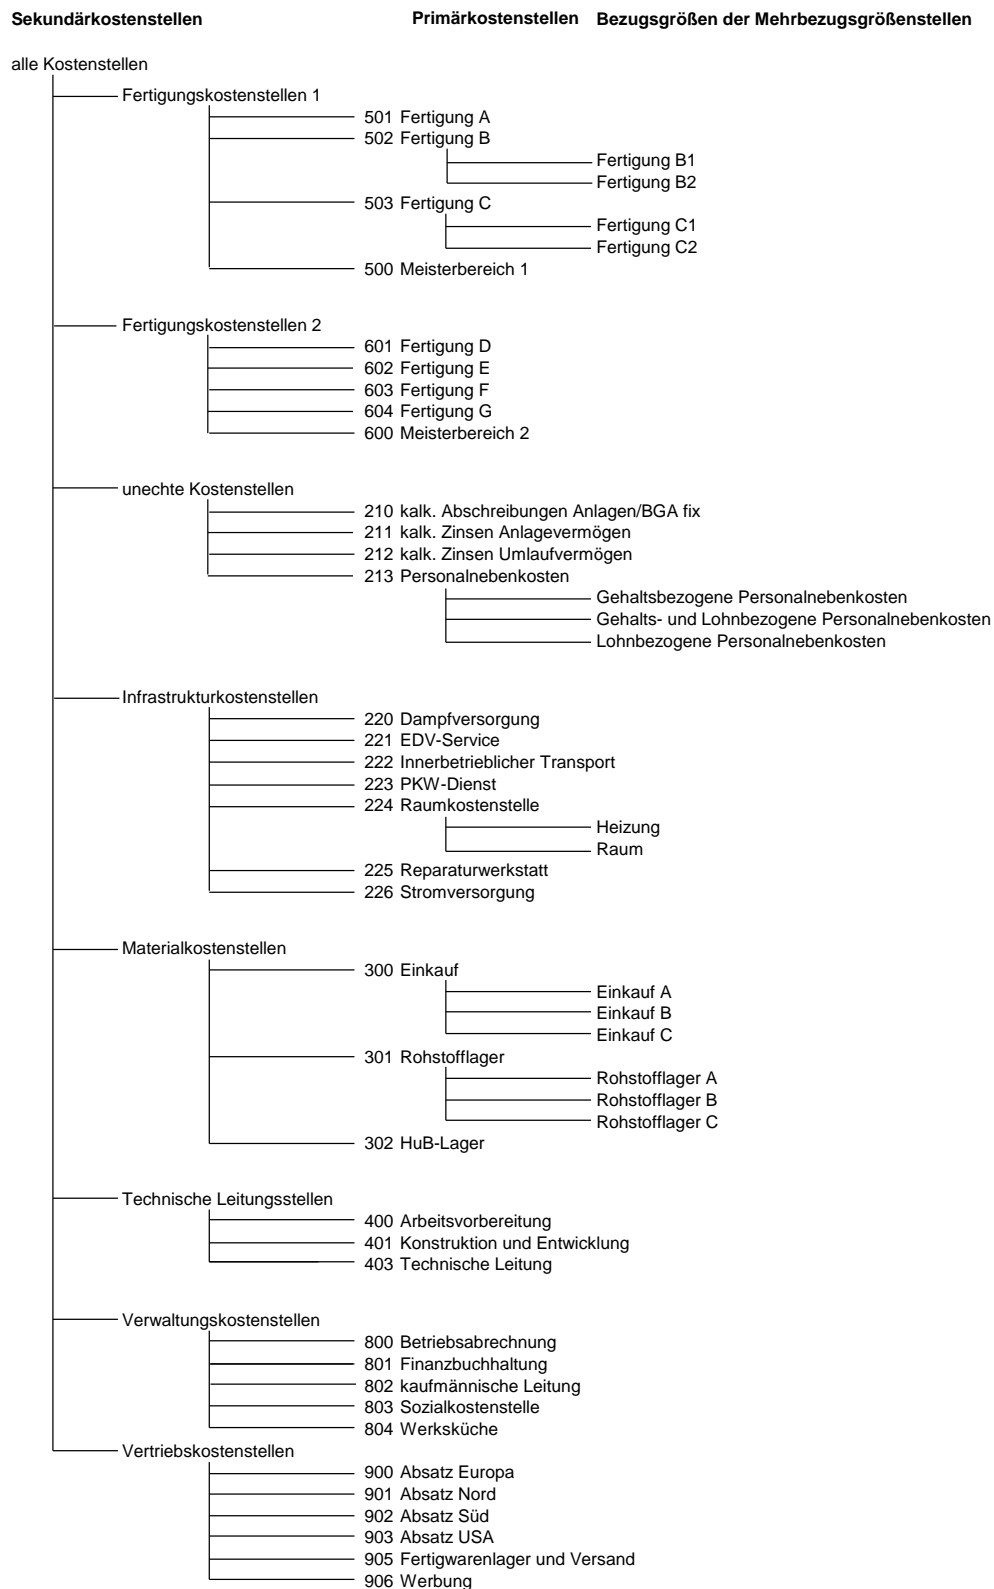 Sekundärkostenstellen Primärkostenstellen Bezugsgrößen der Mehrbezugsgrößenstellen
alle Kostenstellen
Fertigungskostenstellen 1
501 Fertigung A
502 Fertigung B
Fertigung B1
Fertigung B2
503 Fertigung C
Fertigung C1
Fertigung C2
500 Meisterbereich 1
Fertigungskostenstellen 2
601 Fertigung D
602 Fertigung E
603 Fertigung F
604 Fertigung G
600 Meisterbereich 2
unechte Kostenstellen
210 kalk. Abschreibungen Anlagen/BGA fix
211 kalk. Zinsen Anlagevermögen
212 kalk. Zinsen Umlaufvermögen
213 Personalnebenkosten
Gehaltsbezogene Personalnebenkosten
Gehalts- und Lohnbezogene Personalnebenkosten
Lohnbezogene Personalnebenkosten
Infrastrukturkostenstellen
220 Dampfversorgung
221 EDV-Service
222 Innerbetrieblicher Transport
223 PKW-Dienst
224 Raumkostenstelle
Heizung
Raum
225 Reparaturwerkstatt
226 Stromversorgung
Materialkostenstellen
300 Einkauf
Einkauf A
Einkauf B
Einkauf C
301 Rohstofflager
Rohstofflager A
Rohstofflager B
Rohstofflager C
302 HuB-Lager
Technische Leitungsstellen
400 Arbeitsvorbereitung
401 Konstruktion und Entwicklung
403 Technische Leitung
Verwaltungskostenstellen
800 Betriebsabrechnung
801 Finanzbuchhaltung
802 kaufmännische Leitung
803 Sozialkostenstelle
804 Werksküche
Vertriebskostenstellen
900 Absatz Europa
901 Absatz Nord
902 Absatz Süd
903 Absatz USA
905 Fertigwarenlager und Versand
906 Werbung